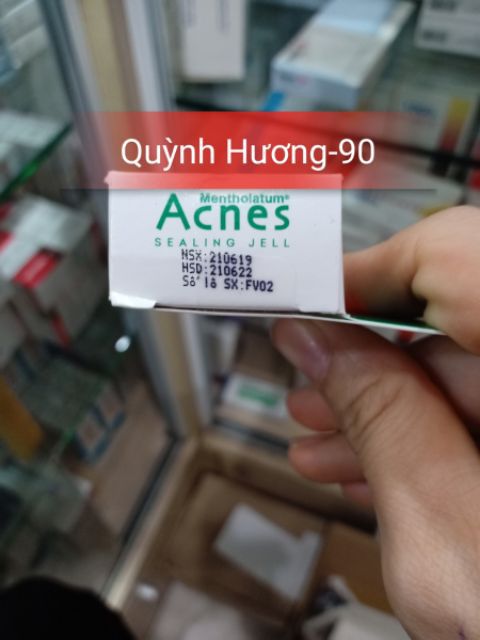 Quỳnh Hương-90
Mentholatum®
Acnes
SEALING JELL
NSX:210619
HSD:210622
Số lô SX:FV02